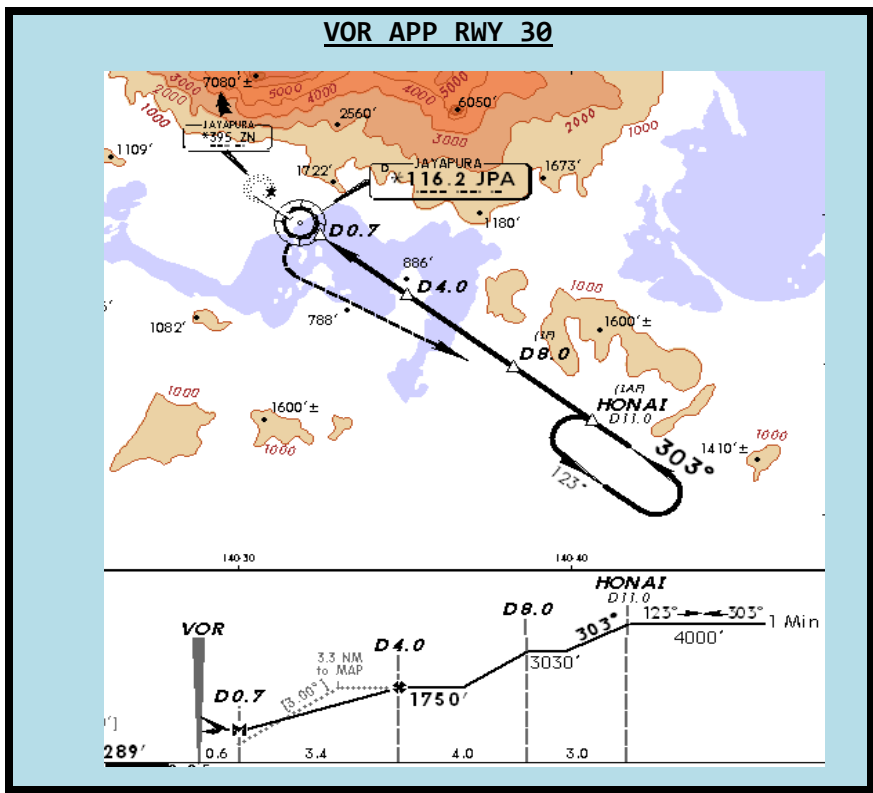 VOR APP RWY 30
3000
7080'±
2000
5000
4000
4000
5000
6050'
1000
2560'
2000
1000
3000
JAYAPURA
*395 ZN
1109'
1722'
D
JAYAPURA
*116.2 JPA
1673'
1180'
D0.7
886'
D4.0
1000
788'
1082'
1600'±
(IF)
D8.0
1000
(IAF)
HONAI
D11.0
1600'±
1000
303°
1410'±
1000
123°
140-30
140-40
HONAI
D11.0
D8.0
123°
303°
1 Min
VOR
303°
4000'
D4.0
3.3 NM
to MAP
3030'
D0.7
[3.00°]
1750'
']
289'
0.6
3.4
4.0
3.0